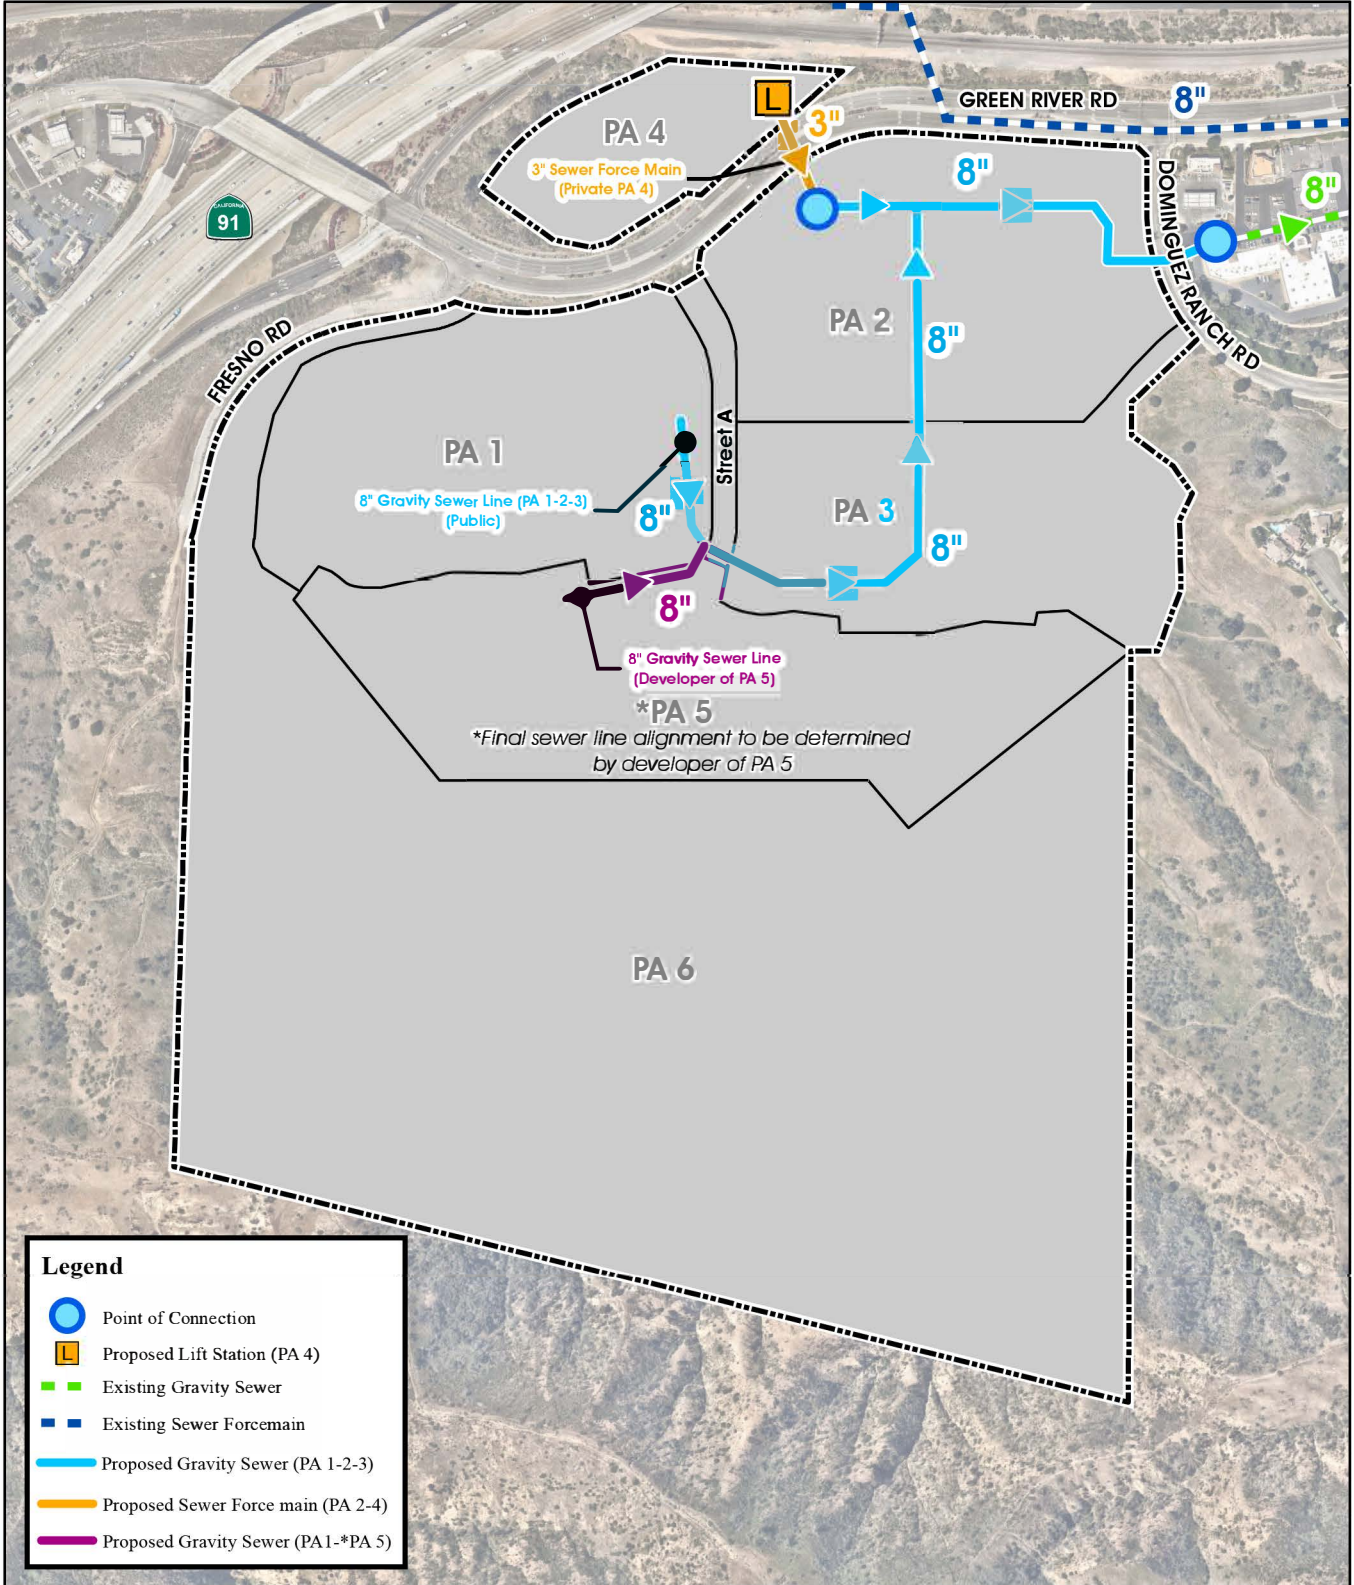 GREEN RIVER RD
8"
L
3"
PA 4
3" Sewer Force Main
(Private PA 4)
8"
DOMINGUEZ RANCH RD
8"
CALIFORNIA
91
FRESNO RD
PA 2
8"
Street A
PA 1
8" Gravity Sewer Line (PA 1-2-3)
(Public)
8"
PA 3
8"
8"
8" Gravity Sewer Line
(Developer of PA 5)
*PA 5
*Final sewer line alignment to be determined
by developer of PA 5
PA 6
Legend
Point of Connection
L
Proposed Lift Station (PA 4)
Existing Gravity Sewer
Existing Sewer Forcemain
Proposed Gravity Sewer (PA 1-2-3)
Proposed Sewer Force main (PA 2-4)
Proposed Gravity Sewer (PA1-*PA 5)